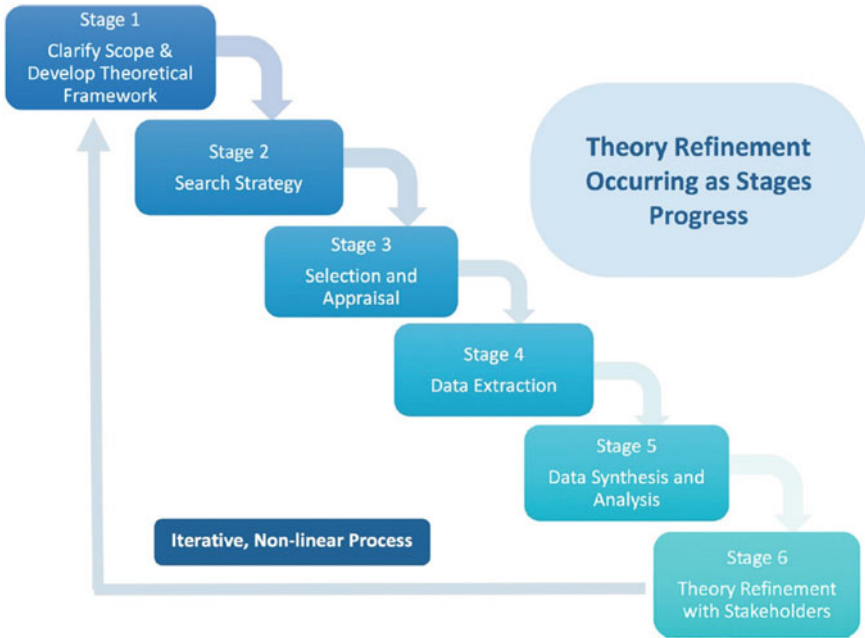 Stage 1
Clarify Scope &
Develop Theoretical
Framework
Stage 2
Search Strategy
Theory Refinement
Occurring as Stages
Progress
Stage 3
Selection and
Appraisal
Stage 4
Data Extraction
Stage 5
Data Synthesis and
Analysis
Iterative, Non-linear Process
Stage 6
Theory Refinement
with Stakeholders